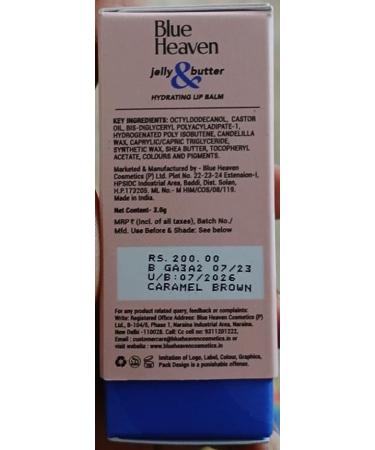 Blue
Heaven
jelly & butter
HYDRATING LIP BALM
KEY INGREDIENTS: OCTYLDODECANOL, CASTOR
OIL, BIS-DIGLYCERYL POLYACYLADIPATE-1,
HYDROGENATED POLY ISOBUTENE, CANDELILLA
WAX, CAPRYLIC/CAPRIC TRIGLYCERIDE,
SYNTHETIC WAX, SHEA BUTTER, TOCOPHERYL
ACETATE, COLOURS AND PIGMENTS.
Marketed & Manufactured by - Blue Heaven
Cosmetics (P) Ltd. Plot No. 22-23-24 Extension-I,
HPSIDC Industrial Area, Baddi, Dist. Solan,
H.P.173205. ML No.- M HIM/COS/08/119.
Made in India.
Net Content- 2.0g
MRP ₹ (Incl. of all taxes), Batch No./
Mfd. Use Before & Shade: See below
RS. 200.00
B GA3A2 07/23
U/B:07/2026
CARAMEL BROWN
For any product related query, feedback or complaints:
Write: Registered Office Address: Blue Heaven Cosmetics (P)
Ltd., B-104/5, Phase 1, Naraina Industrial Area, Naraina,
New Delhi -110028. Call: Cc cell no: 9311201222,
Email : customercare@blueheavencosmetics.in or
visit website : www.blueheavencosmetics.in
Imitation of Logo, Label, Colour, Graphics,
Pack Design is a punishable offense.